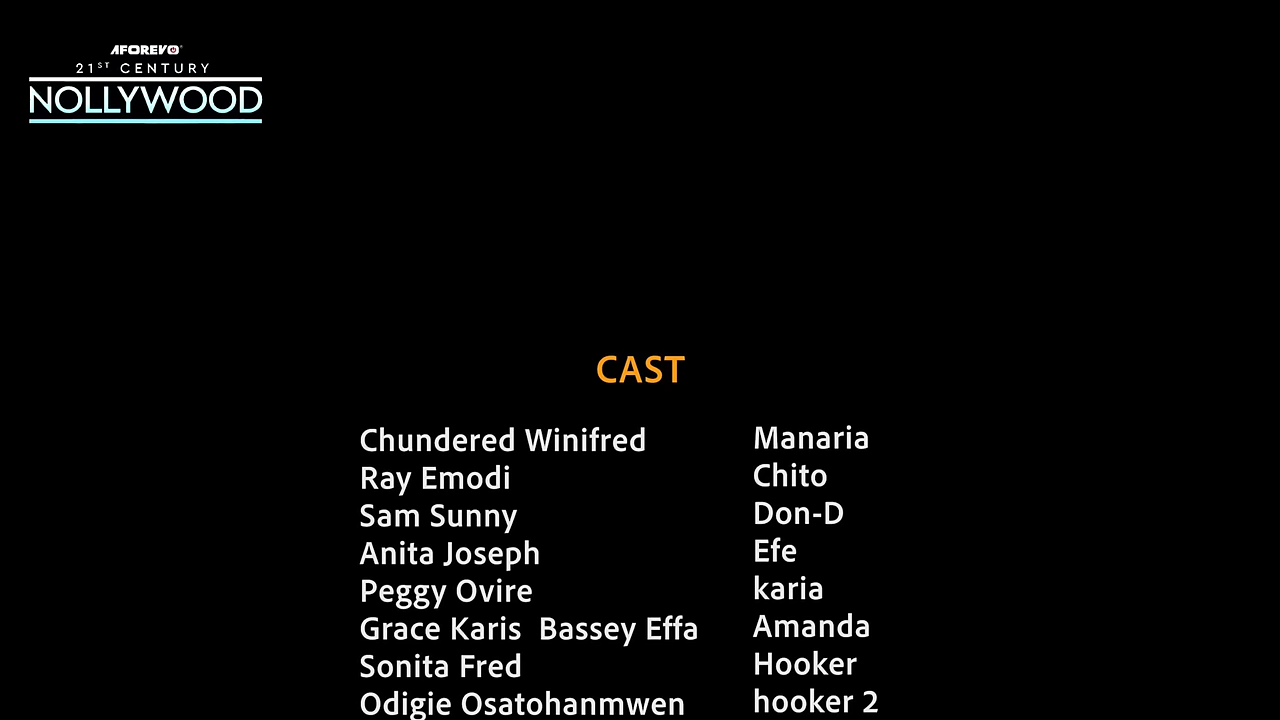 AFOREVO
21ST CENTURY
NOLLYWOOD
CAST
Chundered Winifred Manaria
Ray Emodi Chito
Sam Sunny Don-D
Anita Joseph Efe
Peggy Ovire karia
Grace Karis Bassey Effa Amanda
Sonita Fred Hooker
Odigie Osatohanmwen hooker 2